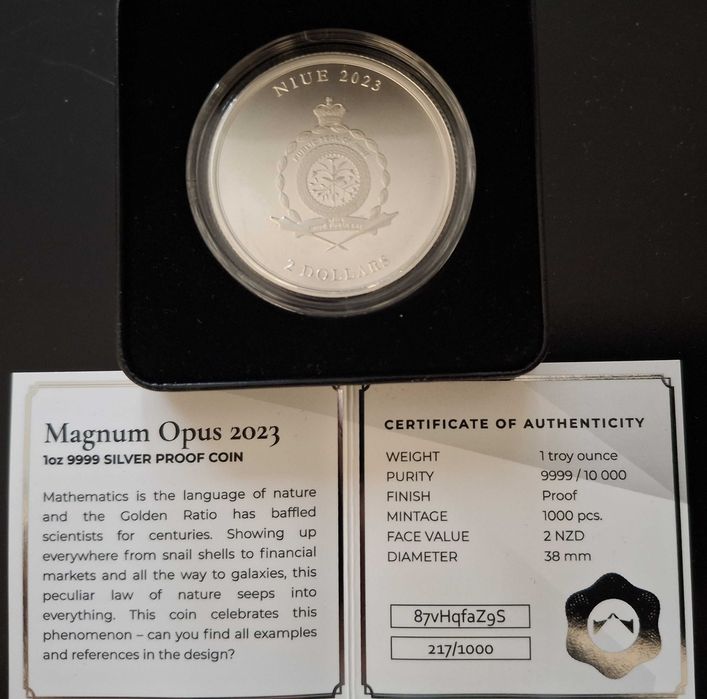 NIUE 2023
PUBLIC SEAL OF NIUE
2 DOLLARS
Magnum Opus 2023
1oz 9999 SILVER PROOF COIN
Mathematics is the language of nature
and the Golden Ratio has baffled
scientists for centuries. Showing up
everywhere from snail shells to financial
markets and all the way to galaxies, this
peculiar law of nature seeps into
everything. This coin celebrates this
phenomenon – can you find all examples
and references in the design?
CERTIFICATE OF AUTHENTICITY
WEIGHT 1 troy ounce
PURITY 9999 / 10 000
FINISH Proof
MINTAGE 1000 pcs.
FACE VALUE 2 NZD
DIAMETER 38 mm
87vHqfaZ9S
217/1000